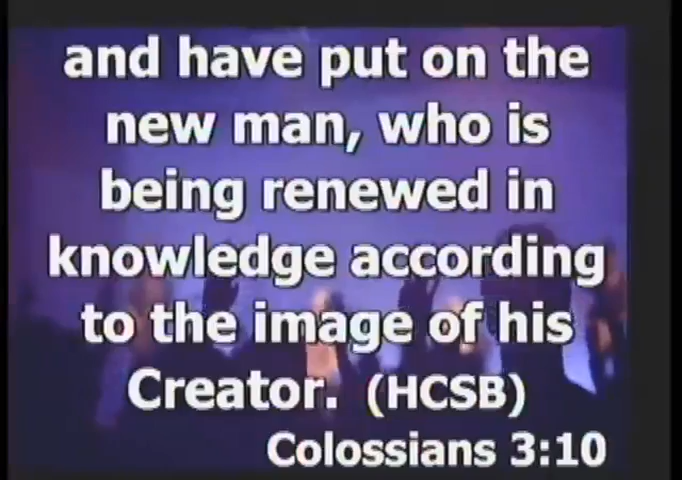 and have put on the
new man, who is
being renewed in
knowledge according
to the image of his
Creator. (HCSB)
Colossians 3:10